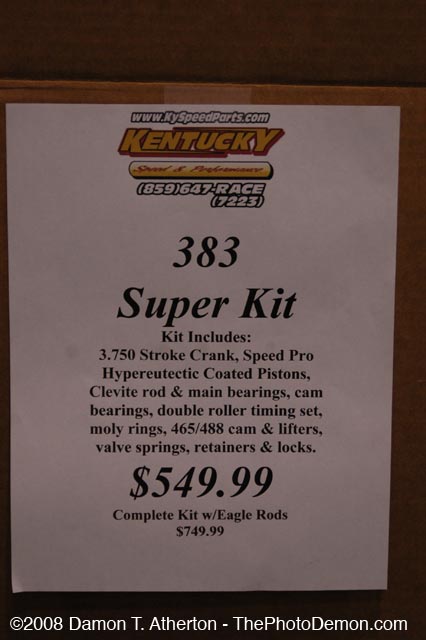 www.KySpeedParts.com
KENTUCKY
Speed & Performance
(859)647-RACE
(7223)
383
Super Kit
Kit Includes:
3.750 Stroke Crank, Speed Pro
Hypereutectic Coated Pistons,
Clevite rod & main bearings, cam
bearings, double roller timing set,
moly rings, 465/488 cam & lifters,
valve springs, retainers & locks.
$549.99
Complete Kit w/Eagle Rods
$749.99
©2008 Damon T. Atherton - ThePhotoDemon.com